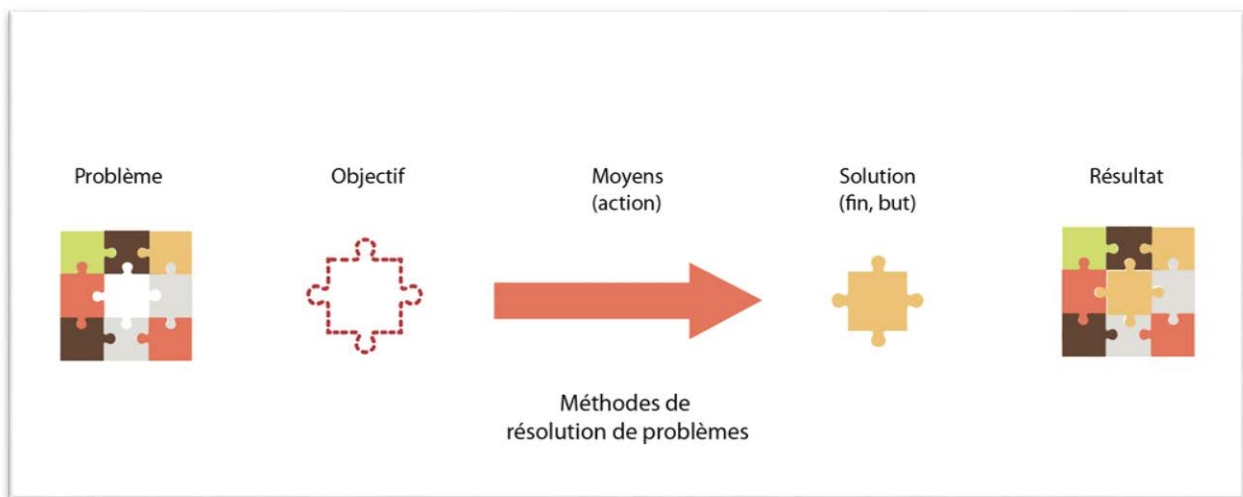 Problème
Objectif
Moyens
(action)
Solution
(fin, but)
Résultat
Méthodes de
résolution de problèmes